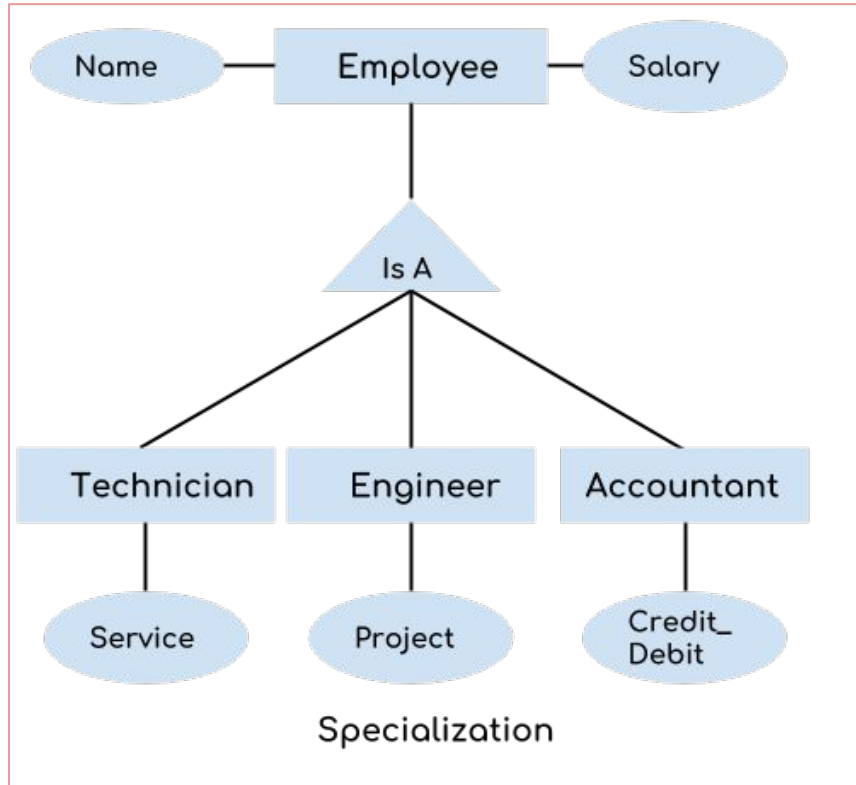 Name
Employee
Salary
Is A
Technician
Engineer
Accountant
Service
Project
Credit_
Debit
Specialization